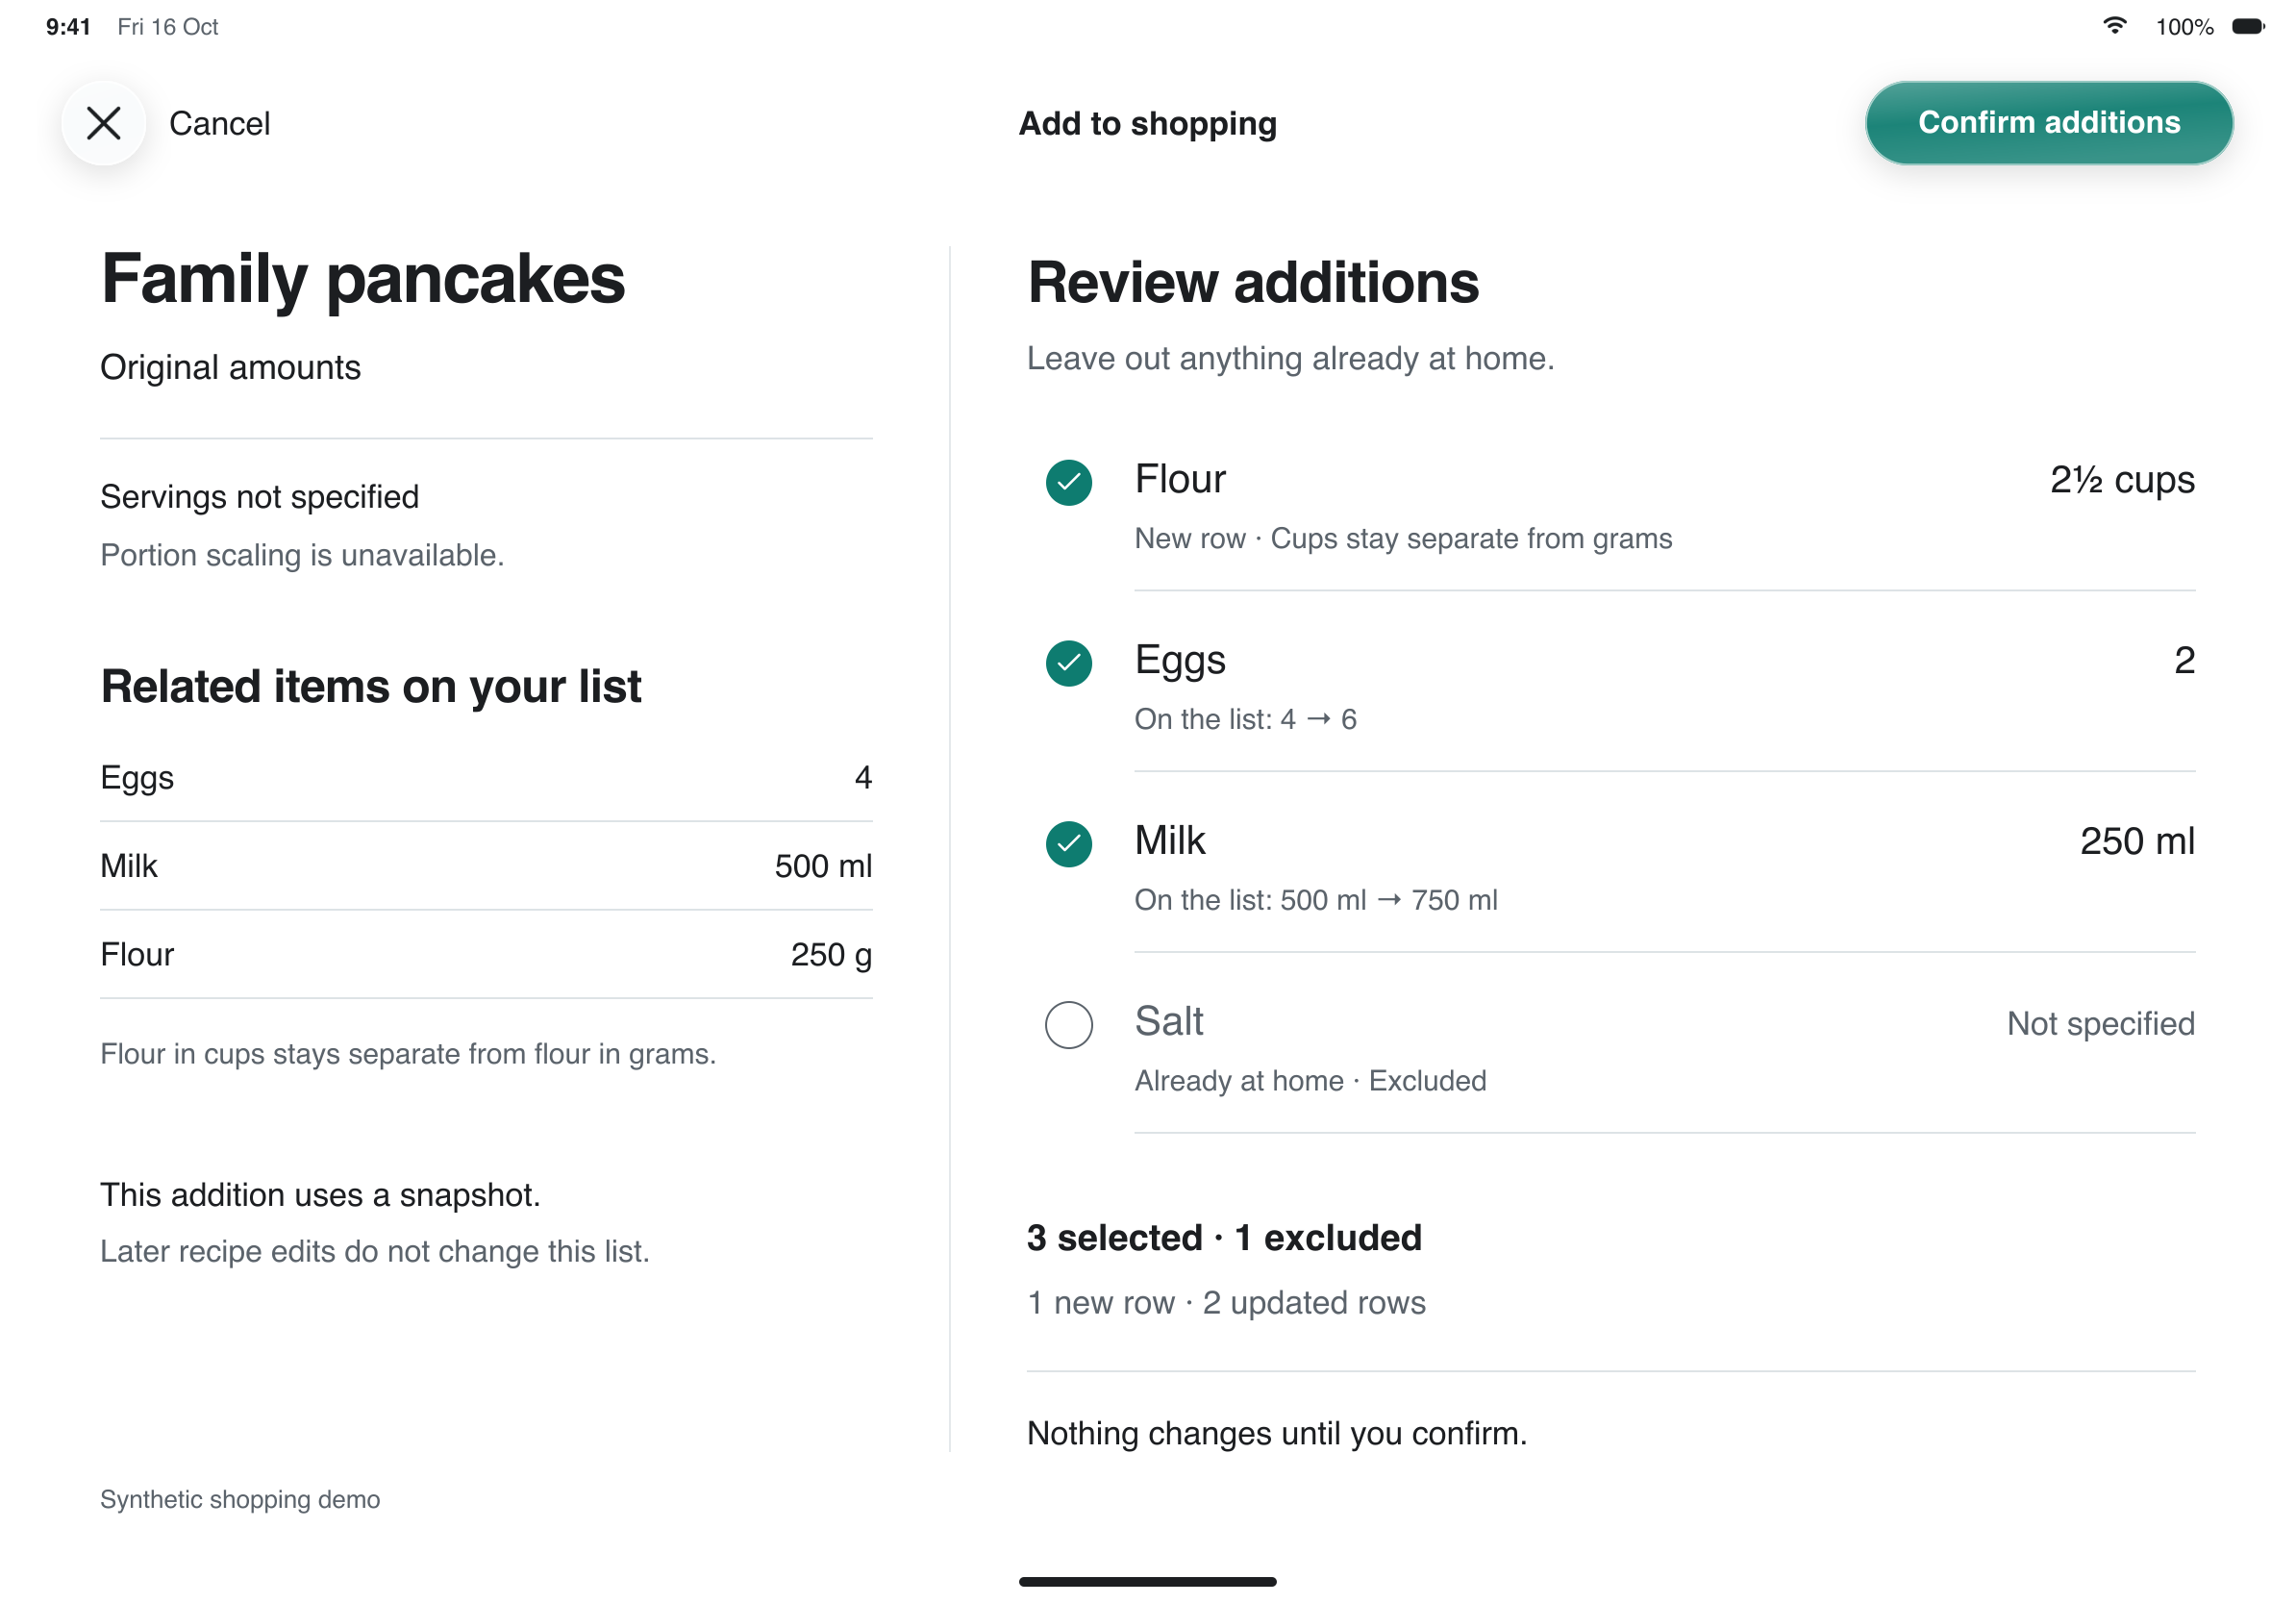 9:41 Fri 16 Oct 100%
Cancel
Add to shopping
Confirm additions
Family pancakes
Original amounts
Servings not specified
Portion scaling is unavailable.
Related items on your list
Eggs 4
Milk 500 ml
Flour 250 g
Flour in cups stays separate from flour in grams.
This addition uses a snapshot.
Later recipe edits do not change this list.
Synthetic shopping demo
Review additions
Leave out anything already at home.
Flour 2½ cups
New row · Cups stay separate from grams
Eggs 2
On the list: 4 → 6
Milk 250 ml
On the list: 500 ml → 750 ml
Salt Not specified
Already at home · Excluded
3 selected · 1 excluded
1 new row · 2 updated rows
Nothing changes until you confirm.